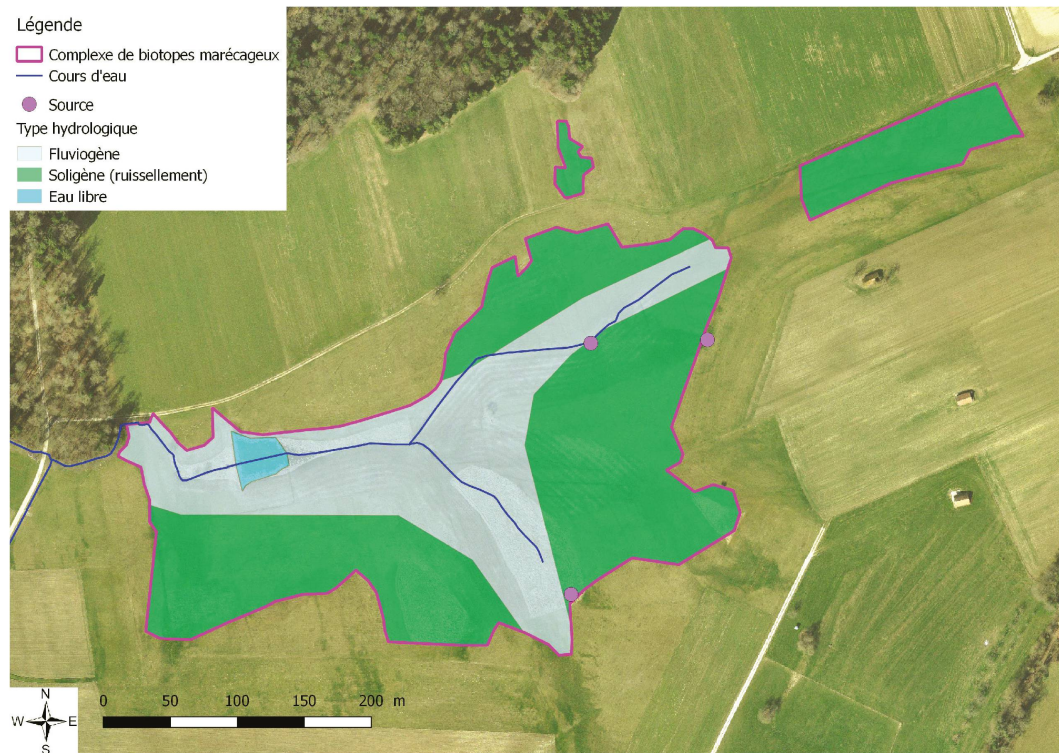 Légende
Complexe de biotopes marécageux
Cours d'eau
Source
Type hydrologique
Fluviogène
Soligène (ruissellement)
Eau libre
N
W E
S
0 50 100 150 200 m